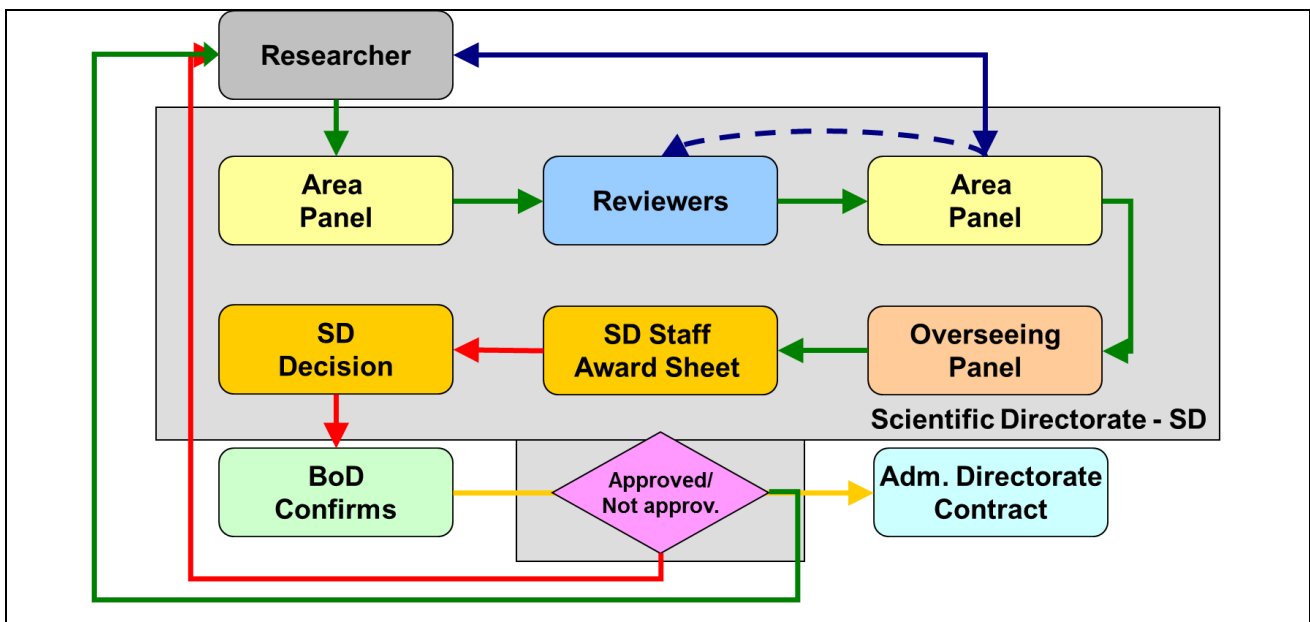 Researcher
Area
Panel
Reviewers
Area
Panel
SD
Decision
SD Staff
Award Sheet
Overseeing
Panel
Scientific Directorate - SD
BoD
Confirms
Approved/
Not approv.
Adm. Directorate
Contract